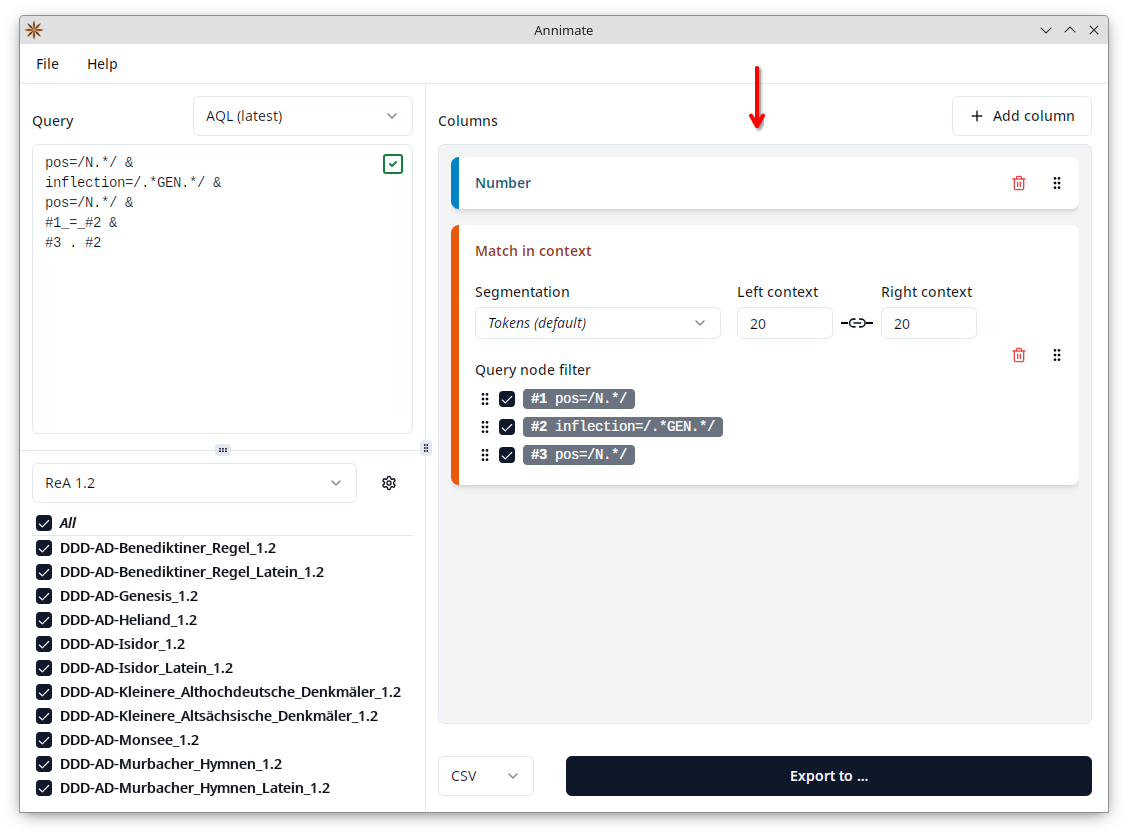 Annimate
File Help
Query
AQL (latest)
pos=/N.*/ &
inflection=/.*GEN.*/ &
pos=/N.*/ &
#1_=_#2 &
#3 . #2
ReA 1.2
All
DDD-AD-Benediktiner_Regel_1.2
DDD-AD-Benediktiner_Regel_Latein_1.2
DDD-AD-Genesis_1.2
DDD-AD-Heliand_1.2
DDD-AD-Isidor_1.2
DDD-AD-Isidor_Latein_1.2
DDD-AD-Kleinere_Althochdeutsche_Denkmäler_1.2
DDD-AD-Kleinere_Altsächsische_Denkmäler_1.2
DDD-AD-Monsee_1.2
DDD-AD-Murbacher_Hymnen_1.2
DDD-AD-Murbacher_Hymnen_Latein_1.2
Columns
+ Add column
Number
Match in context
Segmentation Left context Right context
Tokens (default) 20 20
Query node filter
#1 pos=/N.*/
#2 inflection=/.*GEN.*/
#3 pos=/N.*/
CSV
Export to ...